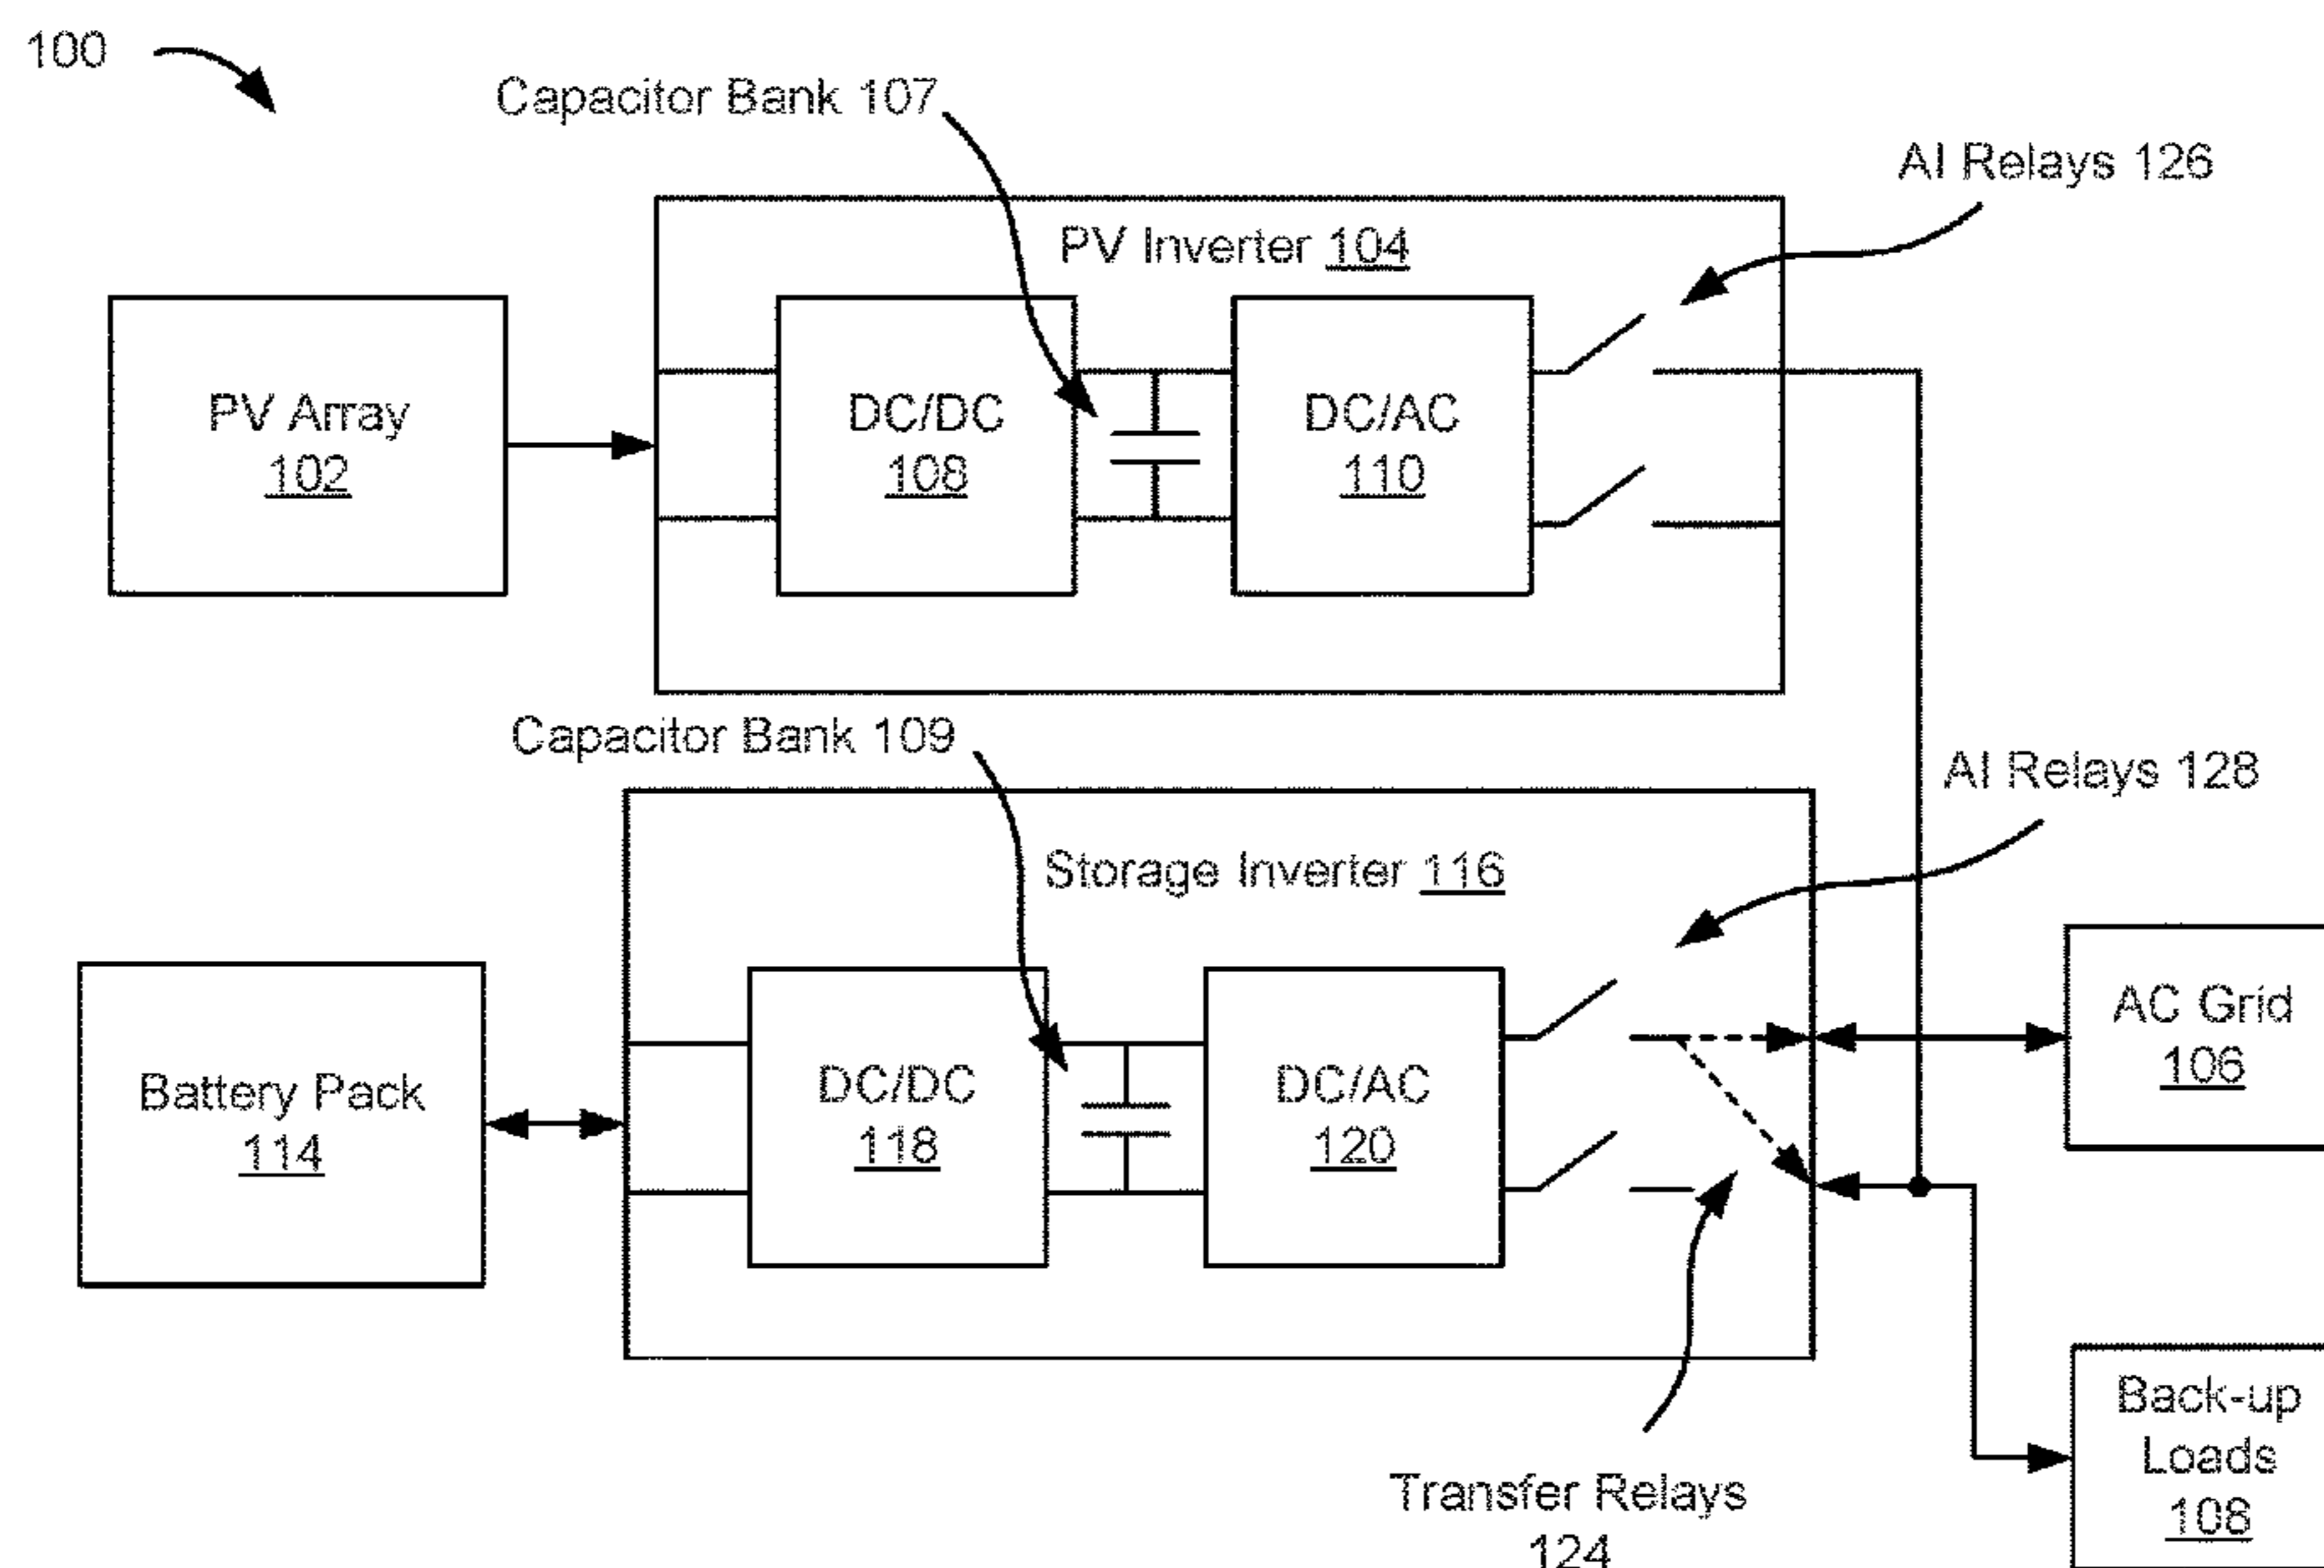 100
Capacitor Bank 107
AI Relays 126
PV Inverter 104
PV Array
102
DC/DC
108
DC/AC
110
Capacitor Bank 109
AI Relays 128
Storage Inverter 116
Battery Pack
114
DC/DC
118
DC/AC
120
AC Grid
106
Back-up
Loads
108
Transfer Relays
124